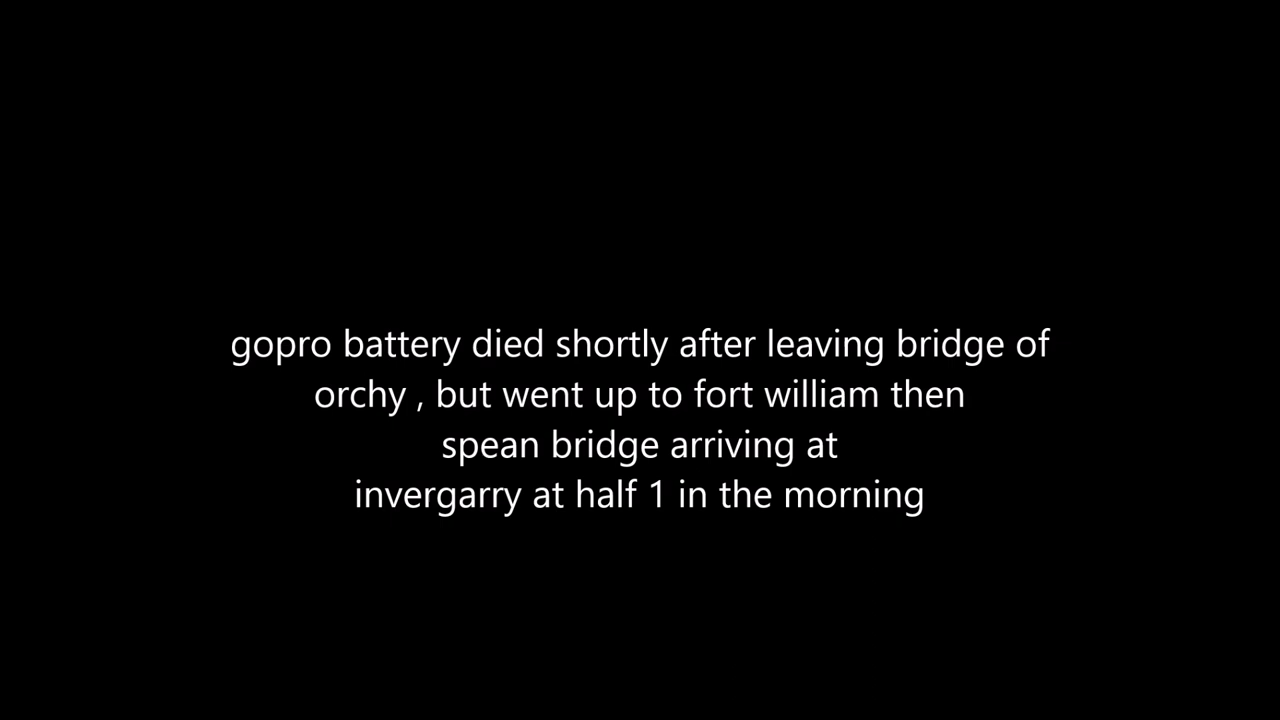 gopro battery died shortly after leaving bridge of
orchy , but went up to fort william then
spean bridge arriving at
invergarry at half 1 in the morning